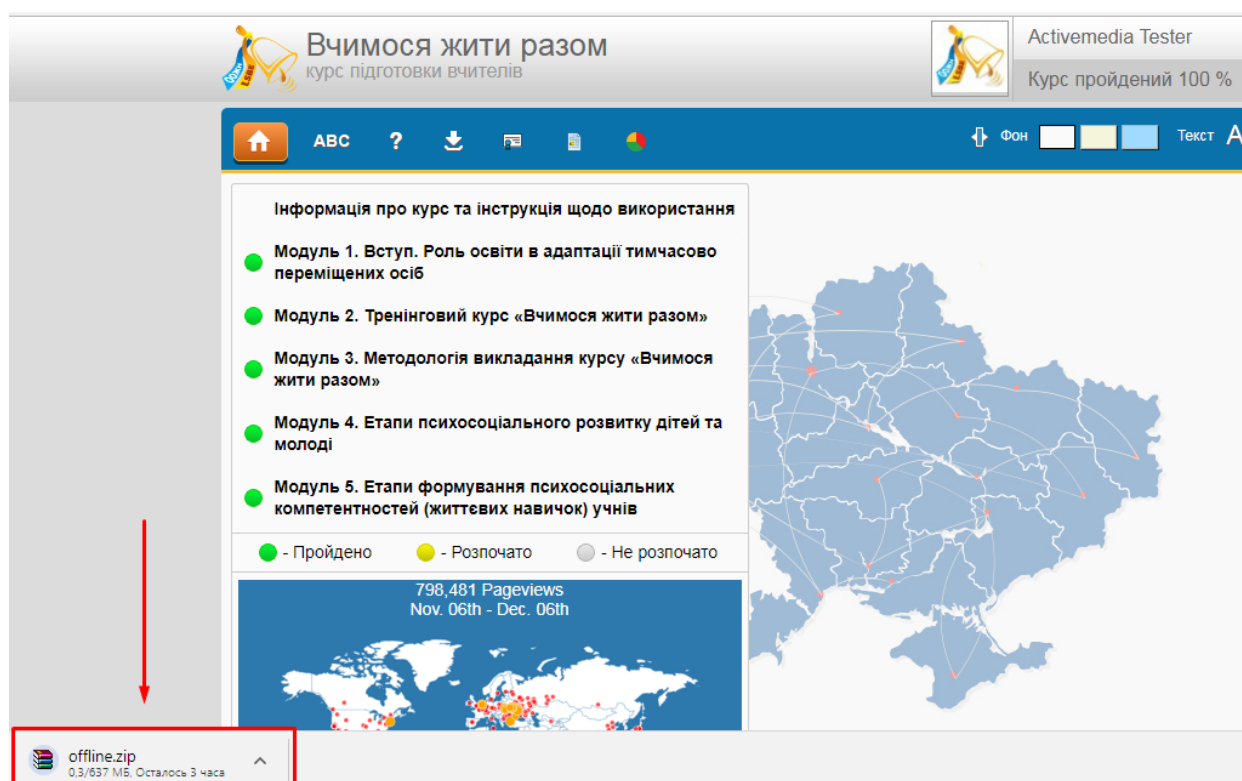 Вчимося жити разом
курс підготовки вчителів
Activemedia Tester
Курс пройдений 100 %
ABC
?
Фон
Текст А
Інформація про курс та інструкція щодо використання
Модуль 1. Вступ. Роль освіти в адаптації тимчасово
переміщених осіб
Модуль 2. Тренінговий курс «Вчимося жити разом»
Модуль 3. Методологія викладання курсу «Вчимося
жити разом»
Модуль 4. Етапи психосоціального розвитку дітей та
молоді
Модуль 5. Етапи формування психосоціальних
компетентностей (життєвих навичок) учнів
- Пройдено
- Розпочато
- Не розпочато
798,481 Pageviews
Nov. 06th - Dec. 06th
offline.zip
0,3/637 МБ, Осталось 3 часа